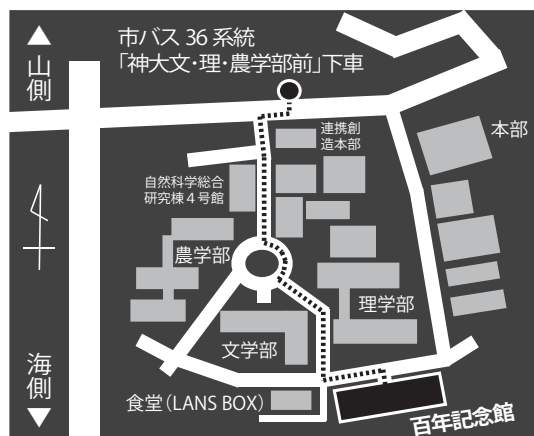 ▲
山側
市バス 36 系統
「神大文・理・農学部前」下車
連携創
造本部
本部
自然科学総合
研究棟４号館
農学部
理学部
文学部
海側
▼
食堂（LANS BOX）
百年記念館